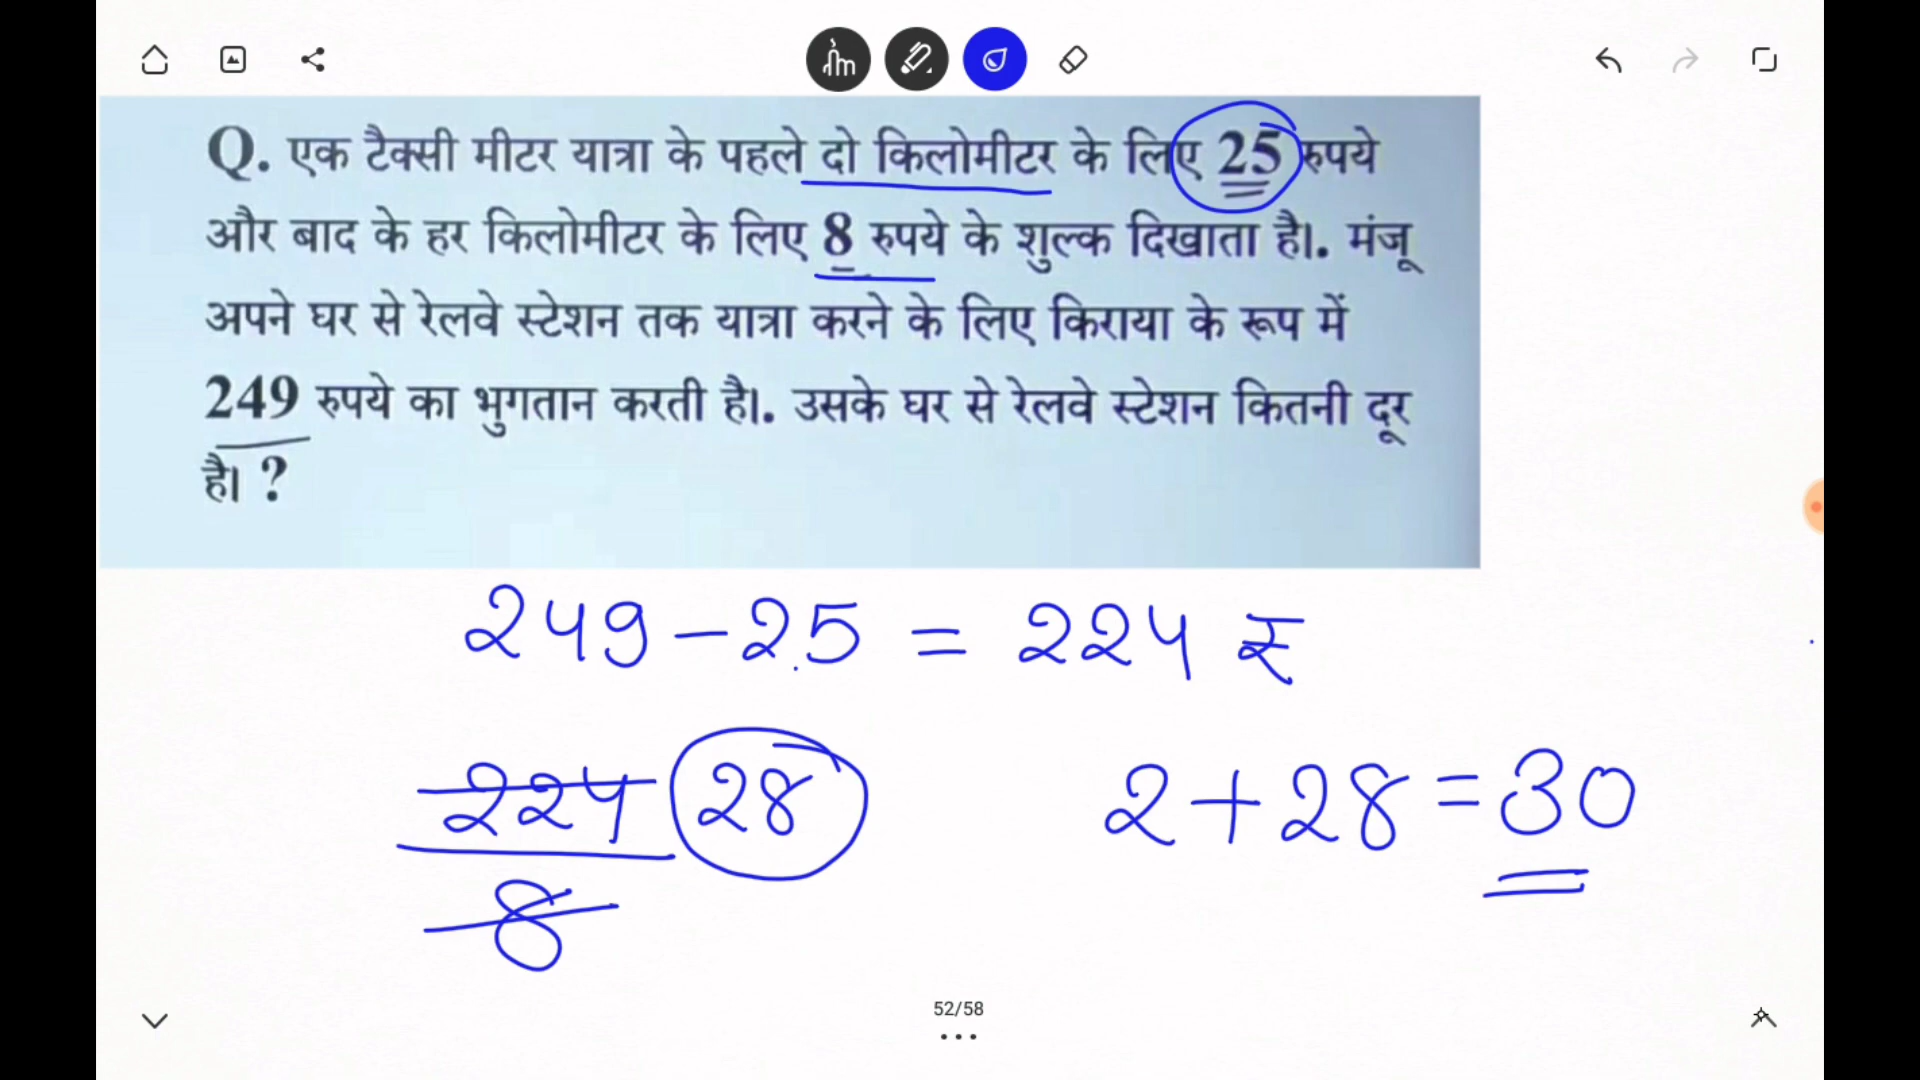 Q. एक टैक्सी मीटर यात्रा के पहले दो किलोमीटर के लिए 25 रुपये
और बाद के हर किलोमीटर के लिए 8 रुपये के शुल्क दिखाता है।. मंजू
अपने घर से रेलवे स्टेशन तक यात्रा करने के लिए किराया के रूप में
249 रुपये का भुगतान करती है।. उसके घर से रेलवे स्टेशन कितनी दूर
है। ?
249 - 25 = 224 ₹
224 28
8
2 + 28 = 30
52/58